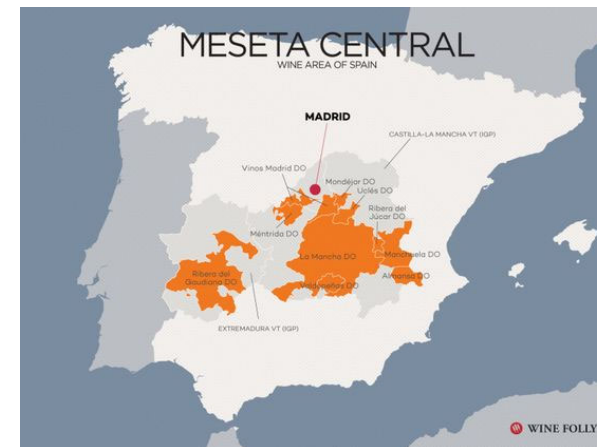 MESETA CENTRAL
WINE AREA OF SPAIN
MADRID
CASTILLA-LA MANCHA VT (IGP)
Vinos Madrid DO
Mondéjar DO
Uclés DO
Ribera del
Júcar DO
Méntrida DO
La Mancha DO
Manchuela DO
Ribera del
Guadiana DO
Almansa DO
Valdepeñas DO
EXTREMADURA VT (IGP)
WINE FOLLY